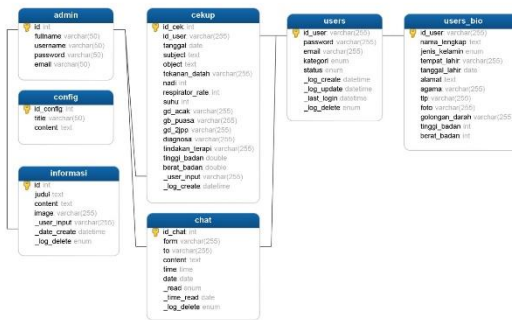 admin
id int
fullname varchar(50)
username varchar(50)
password varchar(50)
email varchar(50)
config
id_config int
title varchar(50)
content text
informasi
id int
judul text
content text
image varchar(255)
_user_input varchar(255)
_date_create datetime
_log_delete enum
cekup
id_cek int
id_user varchar(255)
tanggal date
subject text
object text
tekanan_datah varchar(255)
nadi int
respirator_rate int
suhu int
gd_acak varchar(255)
gb_puasa varchar(255)
gd_2jpp varchar(255)
diagnosa varchar(255)
tindakan_terapi varchar(255)
tinggi_badan double
berat_badan double
_user_input varchar(255)
_log_create datetime
chat
id_chat int
form varchar(255)
to varchar(255)
content text
time time
date date
_read enum
_time_read date
_log_delete enum
users
id_user varchar(255)
password varchar(255)
email varchar(255)
kategori enum
status enum
_log_create datetime
_log_update datetime
_last_login datetime
_log_delete enum
users_bio
id_user varchar(255)
nama_lengkap text
jenis_kelamin enum
tempat_lahir varchar(255)
tanggal_lahir date
alamat text
agama varchar(255)
tlp varchar(255)
foto varchar(255)
golongan_darah varchar(255)
tinggi_badan int
berat_badan int